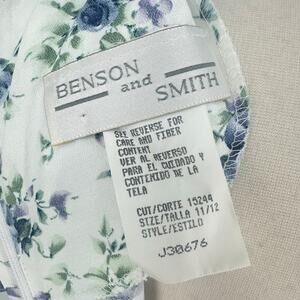 BENSON
and
SMITH
SEE REVERSE FOR
CARE AND FIBER
CONTENT
VER AL REVERSO
PARA EL CUIDADO Y
CONTENIDO DE LA
TELA
CUT/CORTE 15244
SIZE/TALLA 11/12
STYLE/ESTILO
J30676